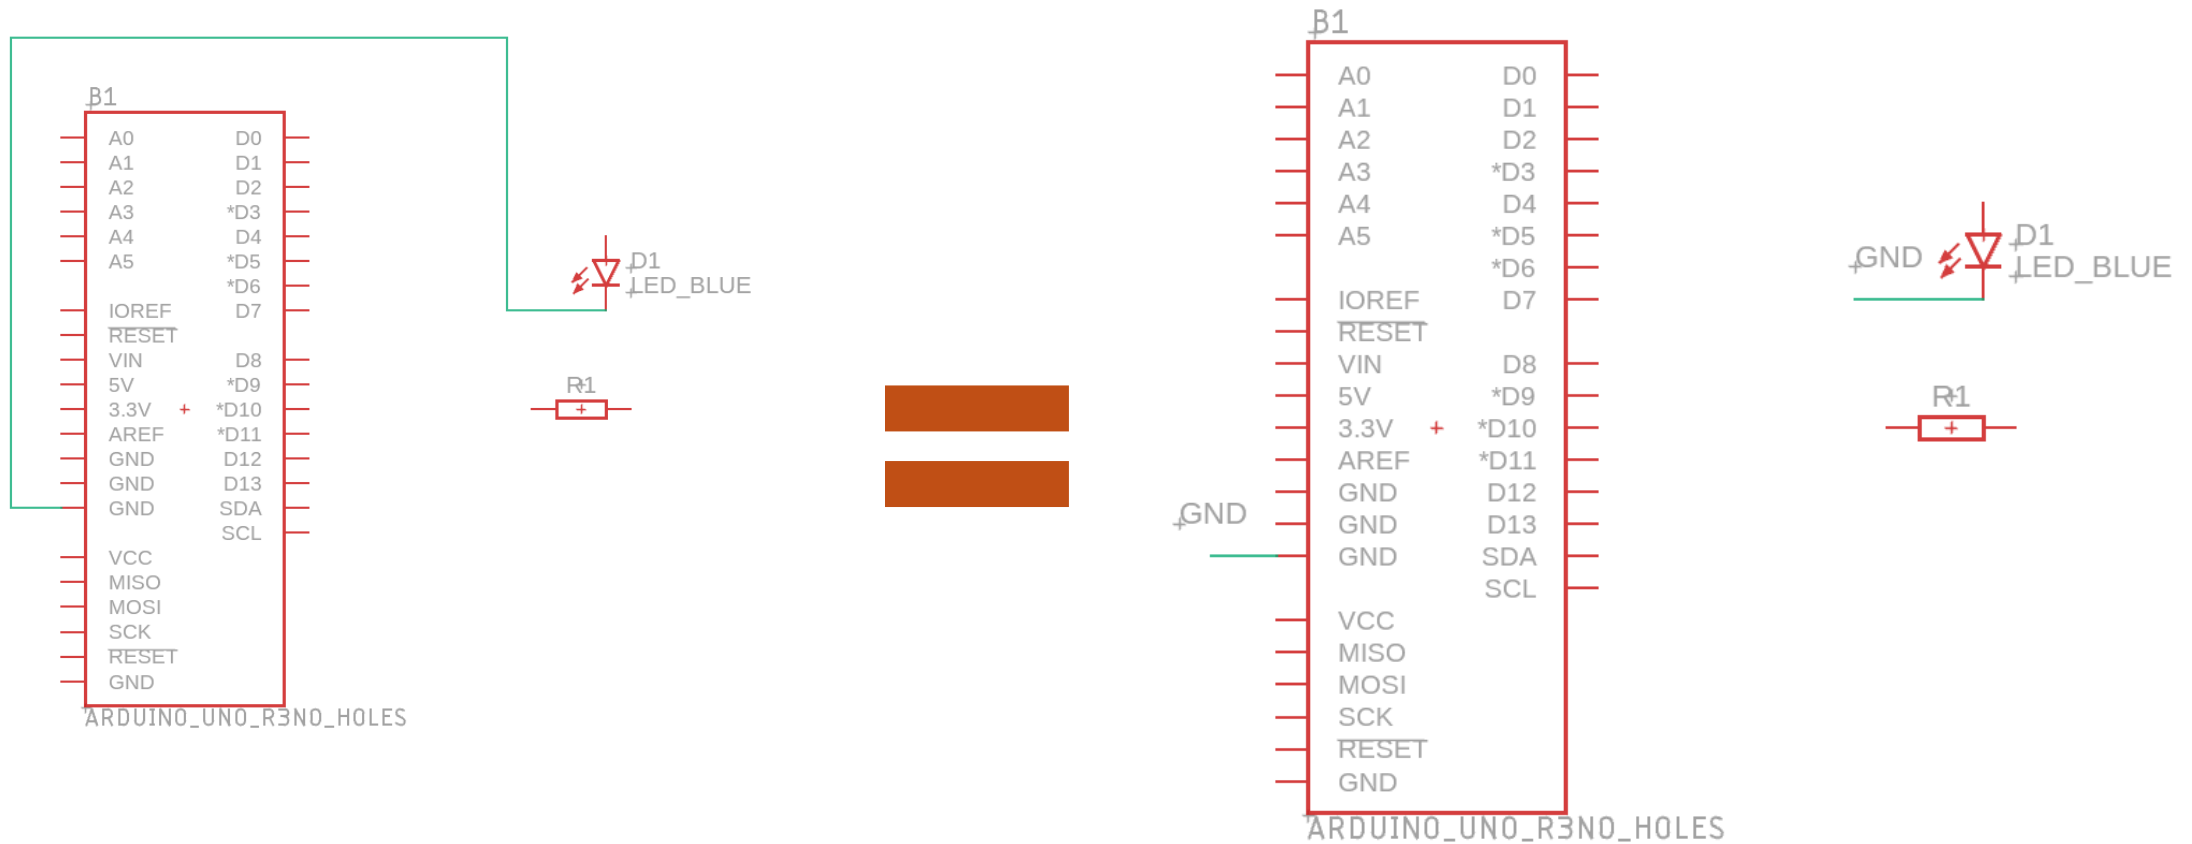 B1
A0 D0
A1 D1
A2 D2
A3 *D3
A4 D4
A5 *D5
*D6
IOREF D7
RESET
VIN D8
5V *D9
3.3V *D10
AREF *D11
GND D12
GND D13
GND SDA
SCL
VCC
MISO
MOSI
SCK
RESET
GND
ARDUINO_UNO_R3NO_HOLES
D1
LED_BLUE
R1
B1
A0 D0
A1 D1
A2 D2
A3 *D3
A4 D4
A5 *D5
*D6
IOREF D7
RESET
VIN D8
5V *D9
3.3V *D10
AREF *D11
GND D12
GND D13
GND SDA
SCL
VCC
MISO
MOSI
SCK
RESET
GND
ARDUINO_UNO_R3NO_HOLES
GND
GND
D1
LED_BLUE
R1